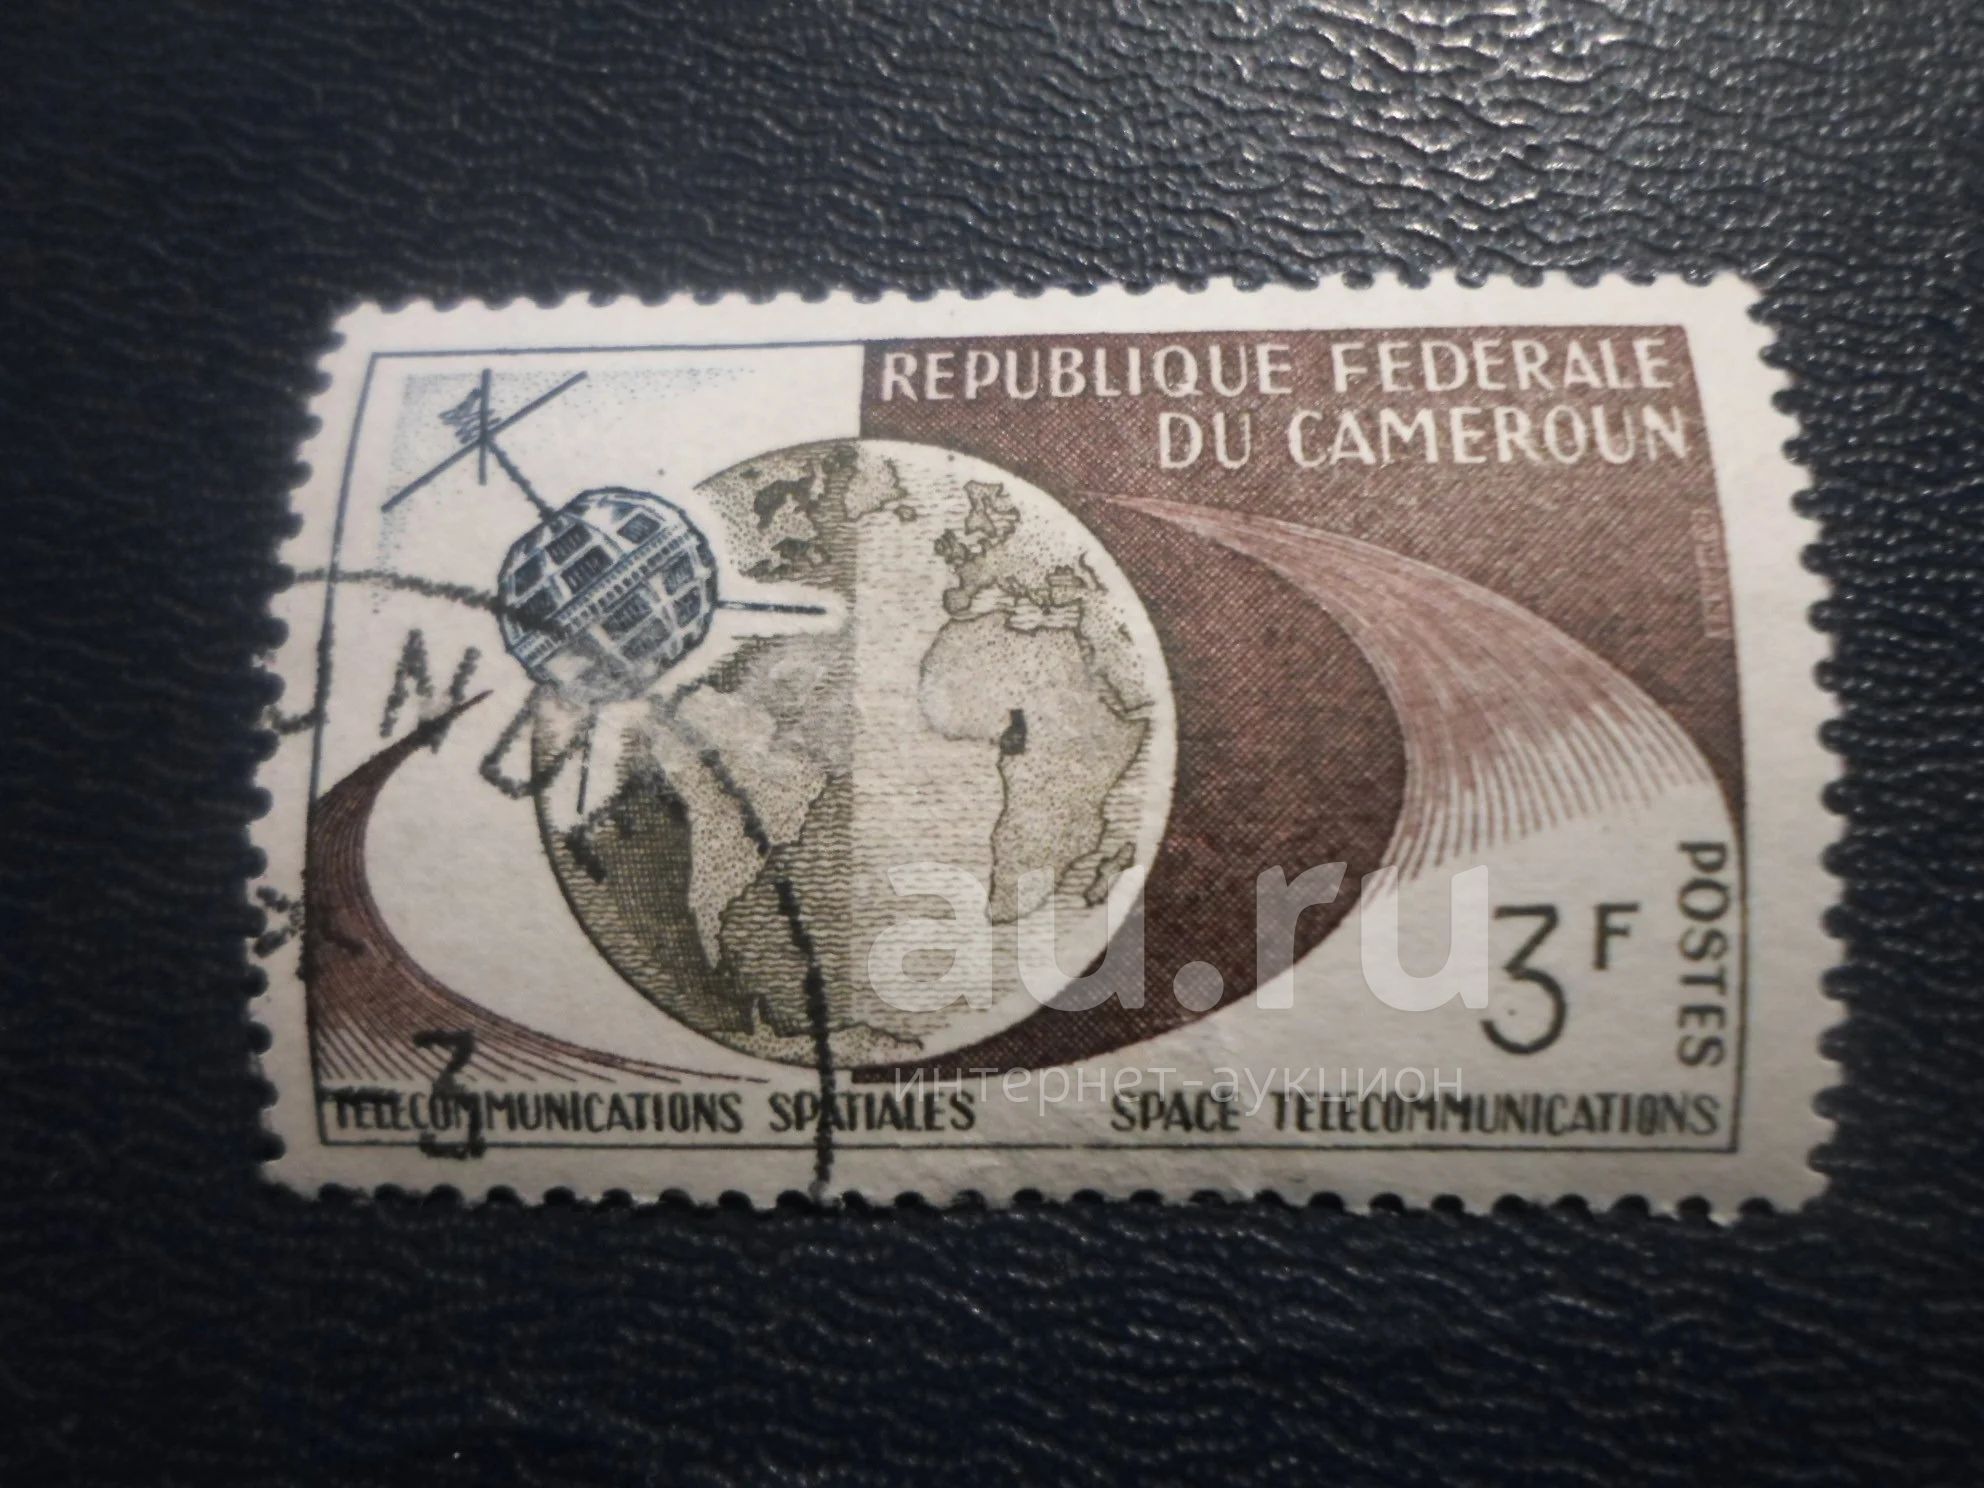 REPUBLIQUE FEDERALE
DU CAMEROUN
3F
POSTES
TELECOMMUNICATIONS SPATIALES
SPACE TELECOMMUNICATIONS
au.ru
интернет-аукцион